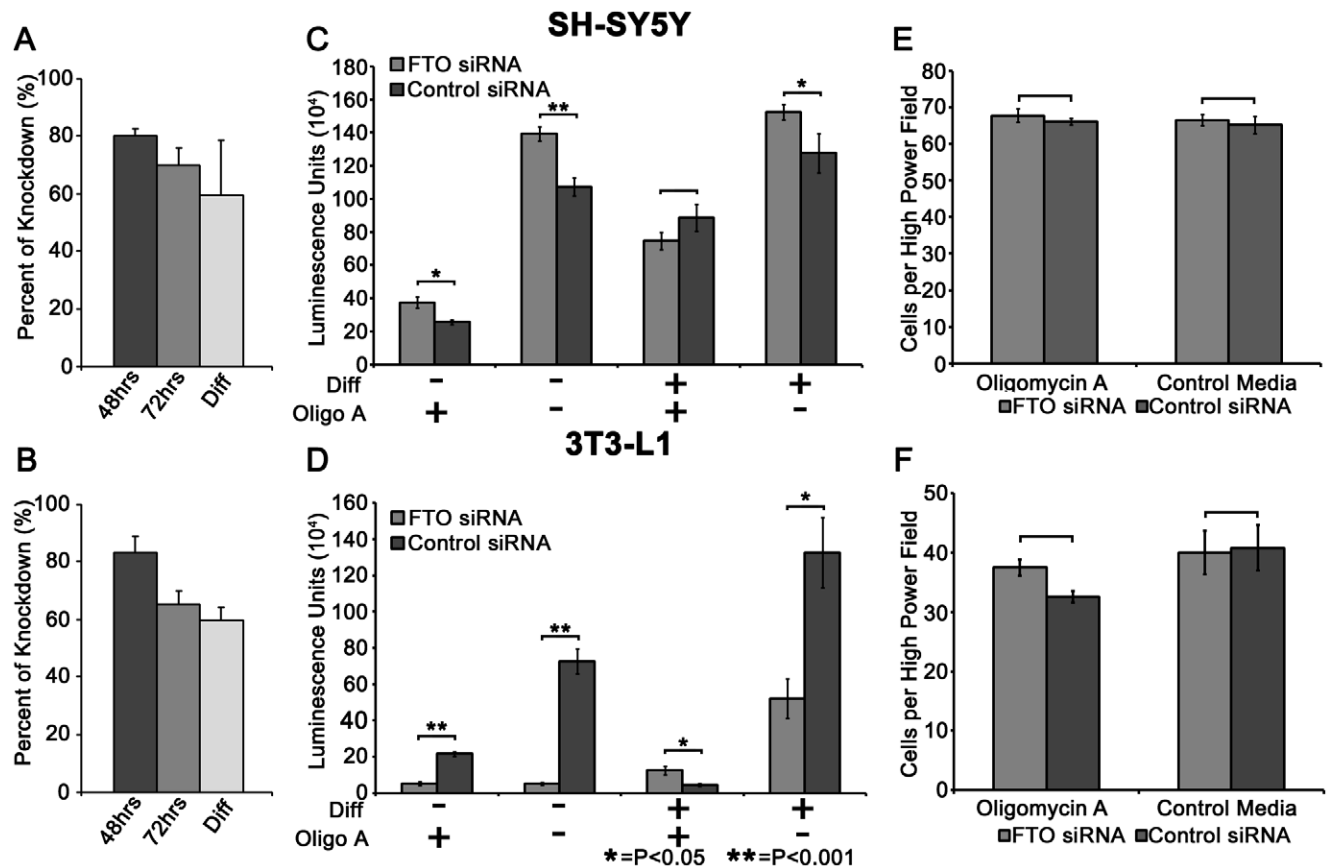 SH-SY5Y
A
Percent of Knockdown (%)
100
80
60
40
20
0
48hrs
72hrs
Diff
C
FTO siRNA
Control siRNA
Luminescence Units (10⁴)
180
160
140
120
100
80
60
40
20
0
*
**
*
Diff - - + +
Oligo A + - + -
E
Cells per High Power Field
80
70
60
50
40
30
20
10
0
Oligomycin A Control Media
FTO siRNA Control siRNA
3T3-L1
B
Percent of Knockdown (%)
100
80
60
40
20
0
48hrs
72hrs
Diff
D
FTO siRNA
Control siRNA
Luminescence Units (10⁴)
160
140
120
100
80
60
40
20
0
**
**
*
*
Diff - - + +
Oligo A + - + -
*=P<0.05 **=P<0.001
F
Cells per High Power Field
50
40
30
20
10
0
Oligomycin A Control Media
FTO siRNA Control siRNA